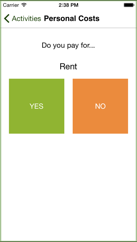 Carrier 2:38 PM
Activities Personal Costs
Do you pay for...
Rent
YES NO